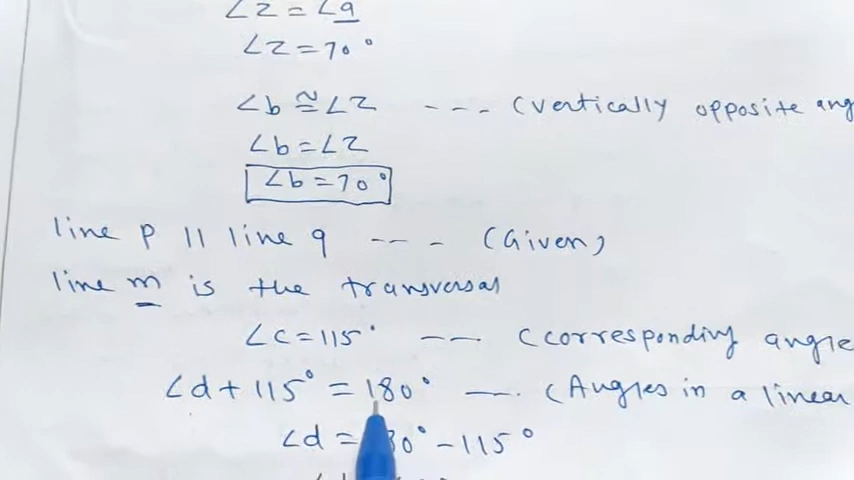 ∠z = ∠a
∠z = 70°
∠b ≅ ∠z --- (vertically opposite ang
∠b = ∠z
∠b = 70°
line p || line q --- - (Given)
line m is the transversal
∠c = 115° -- -- (corresponding angle
∠d + 115° = 180° -- --. (Angles in a linear
∠d = 80° - 115°